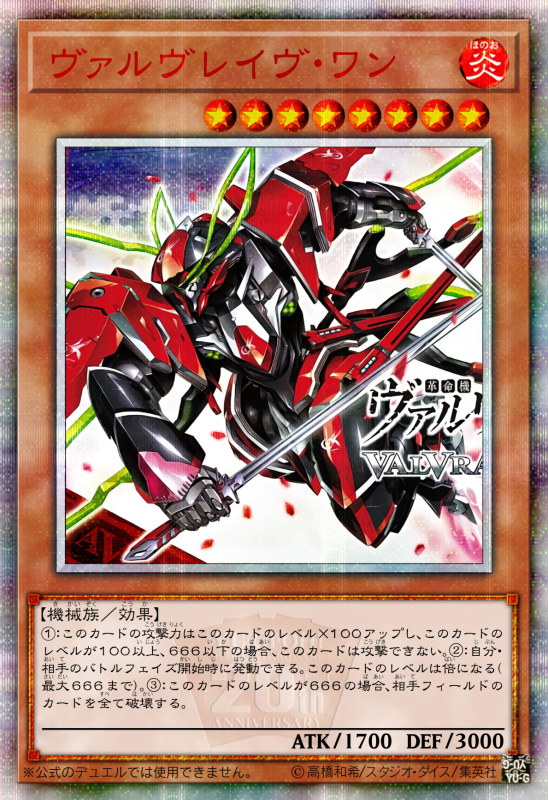 ヴァルヴレイヴ・ワン
ほのお
炎
革命機
ヴァル
VALVRA
【機械族／効果】
①:このカードの攻撃力はこのカードのレベル×100アップし、このカードの
レベルが100以上、666以下の場合、このカードは攻撃できない。②:自分・
相手のバトルフェイズ開始時に発動できる。このカードのレベルは倍になる(
最大666まで)。③:このカードのレベルが666の場合、相手フィールドの
カードを全て破壊する。
20th
ANNIVERSARY
ATK/1700 DEF/3000
※公式のデュエルでは使用できません。
©高橋和希/スタジオ・ダイス/集英社